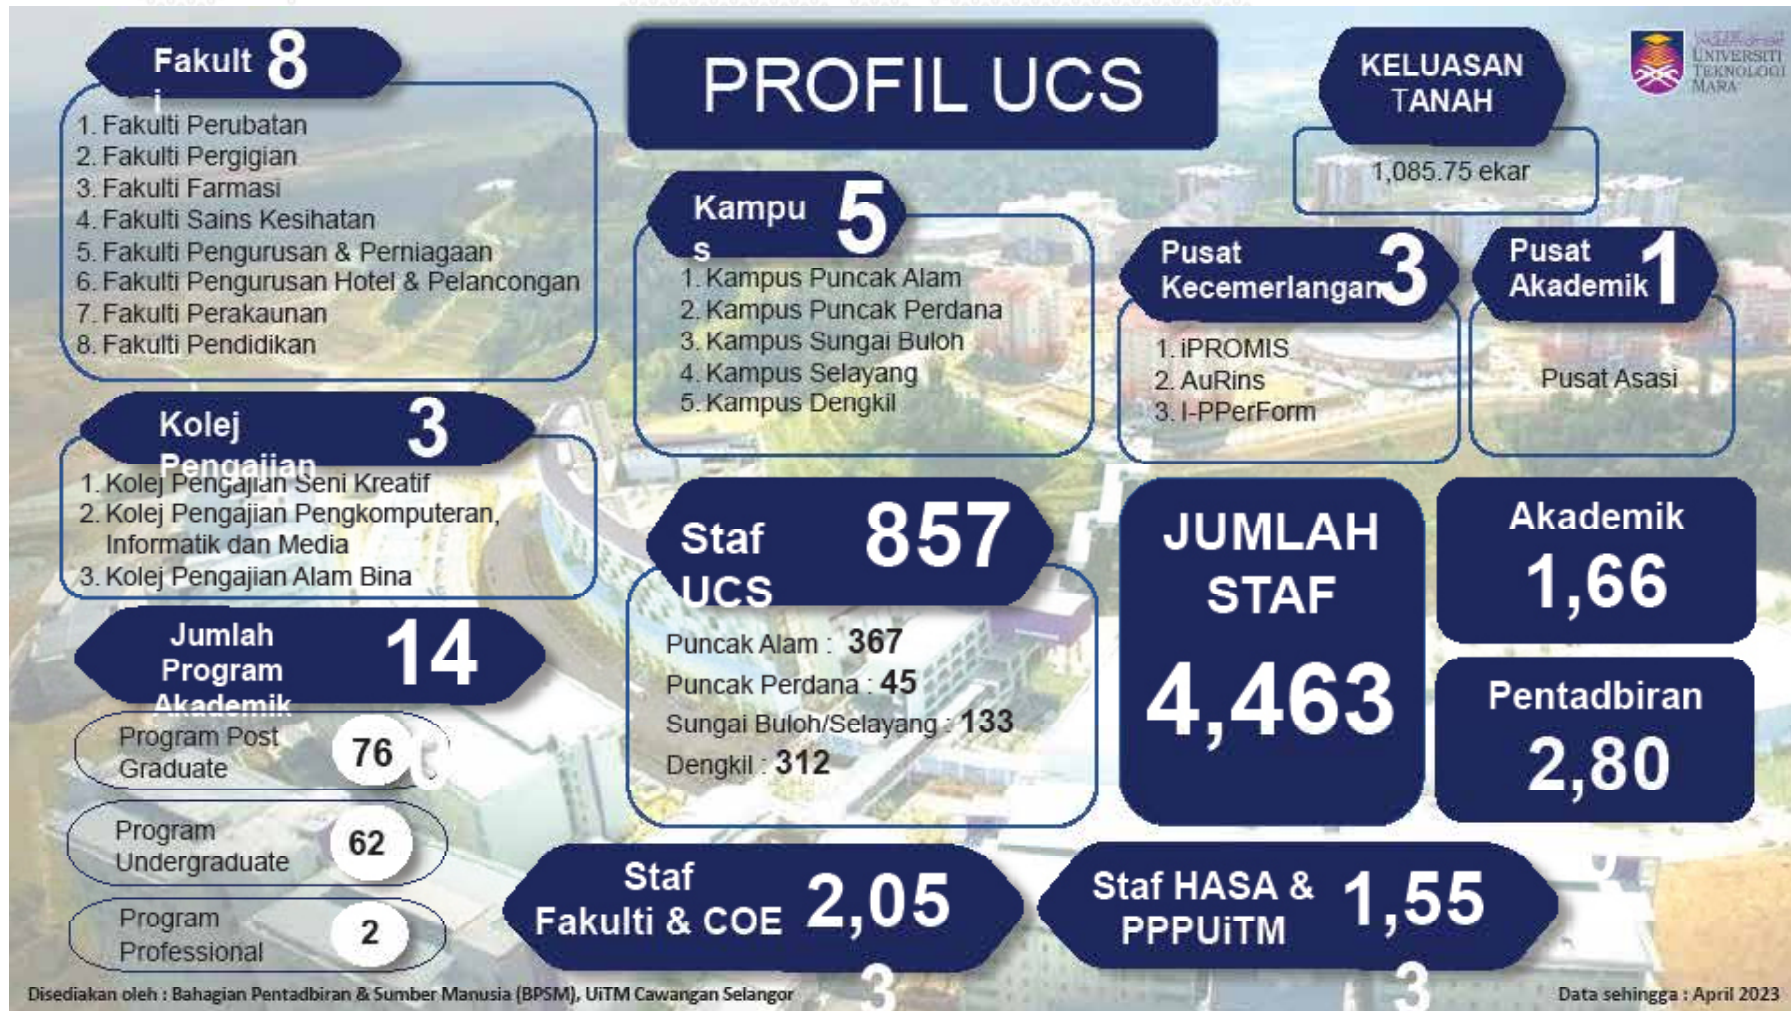 Fakult 8
i
1. Fakulti Perubatan
2. Fakulti Pergigian
3. Fakulti Farmasi
4. Fakulti Sains Kesihatan
5. Fakulti Pengurusan & Perniagaan
6. Fakulti Pengurusan Hotel & Pelancongan
7. Fakulti Perakaunan
8. Fakulti Pendidikan
Kolej 3
Pengajian
1. Kolej Pengajian Seni Kreatif
2. Kolej Pengajian Pengkomputeran,
Informatik dan Media
3. Kolej Pengajian Alam Bina
Jumlah
Program 14
Akademik
Program Post
Graduate 76
Program
Undergraduate 62
Program
Professional 2
PROFIL UCS
Kampu 5
s
1. Kampus Puncak Alam
2. Kampus Puncak Perdana
3. Kampus Sungai Buloh
4. Kampus Selayang
5. Kampus Dengkil
Staf 857
UCS
Puncak Alam : 367
Puncak Perdana : 45
Sungai Buloh/Selayang : 133
Dengkil : 312
KELUASAN
TANAH
1,085.75 ekar
UNIVERSITI
TEKNOLOGI
MARA
Pusat
Kecemerlangan 3
1. iPROMIS
2. AuRins
3. I-PPerForm
Pusat
Akademik 1
Pusat Asasi
JUMLAH
STAF
4,463
Akademik
1,66
Pentadbiran
2,80
Staf
Fakulti & COE 2,05
3
Staf HASA &
PPPUiTM 1,55
3
Disediakan oleh : Bahagian Pentadbiran & Sumber Manusia (BPSM), UiTM Cawangan Selangor
Data sehingga : April 2023